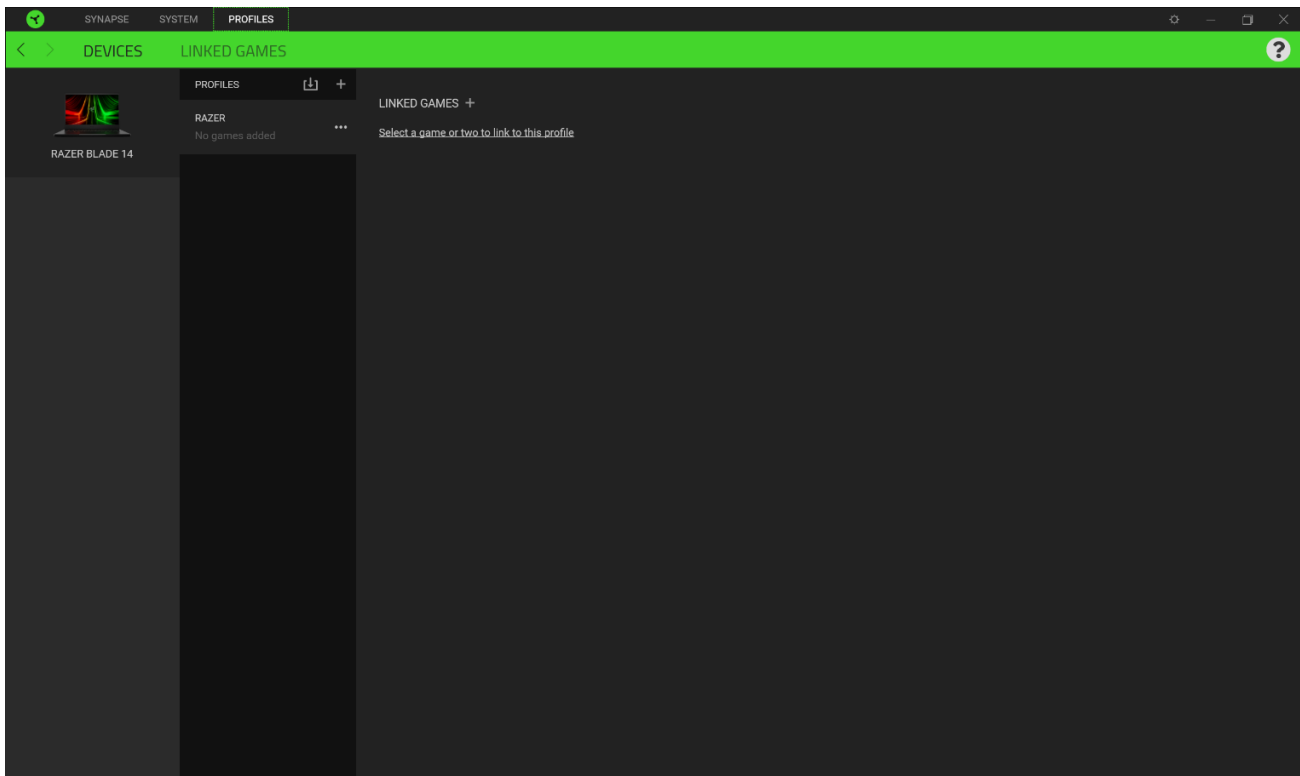 SYNAPSE SYSTEM PROFILES
DEVICES LINKED GAMES
?
RAZER BLADE 14
PROFILES
RAZER
No games added
LINKED GAMES +
Select a game or two to link to this profile